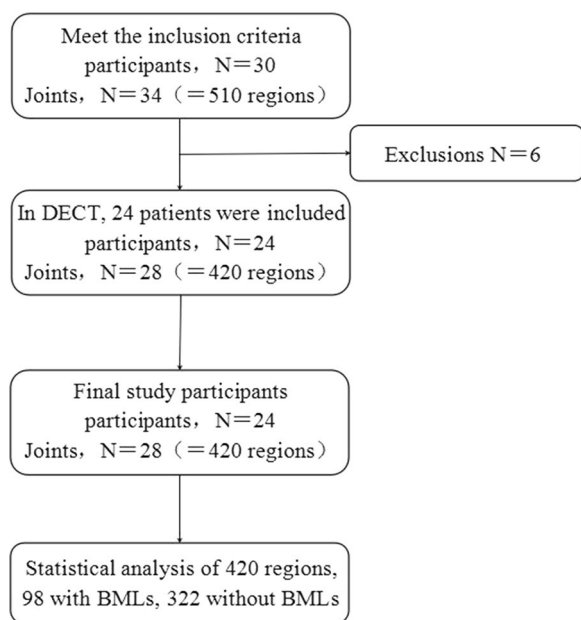 Meet the inclusion criteria
participants，N＝30
Joints，N＝34（＝510 regions）
Exclusions N＝6
In DECT, 24 patients were included
participants，N＝24
Joints，N＝28（＝420 regions）
Final study participants
participants，N＝24
Joints，N＝28（＝420 regions）
Statistical analysis of 420 regions,
98 with BMLs, 322 without BMLs